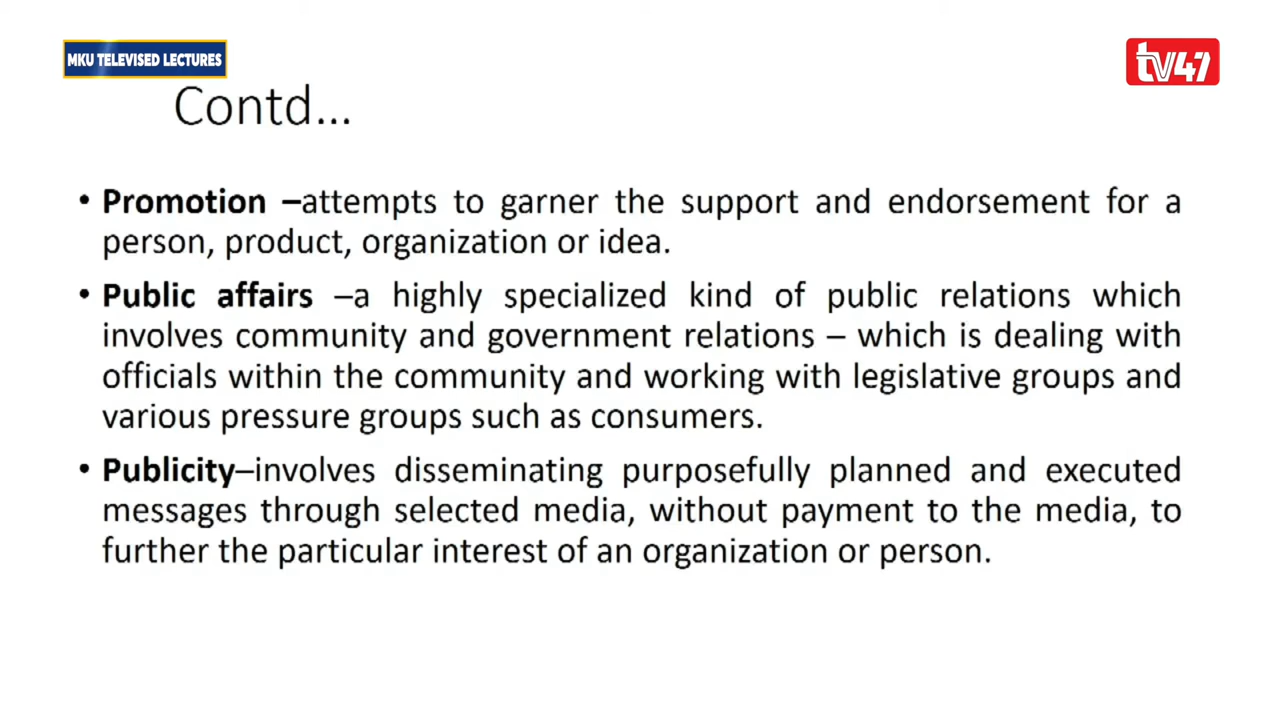 MKU TELEVISED LECTURES
tv47
Contd...
• Promotion –attempts to garner the support and endorsement for a
person, product, organization or idea.
• Public affairs –a highly specialized kind of public relations which
involves community and government relations – which is dealing with
officials within the community and working with legislative groups and
various pressure groups such as consumers.
• Publicity–involves disseminating purposefully planned and executed
messages through selected media, without payment to the media, to
further the particular interest of an organization or person.